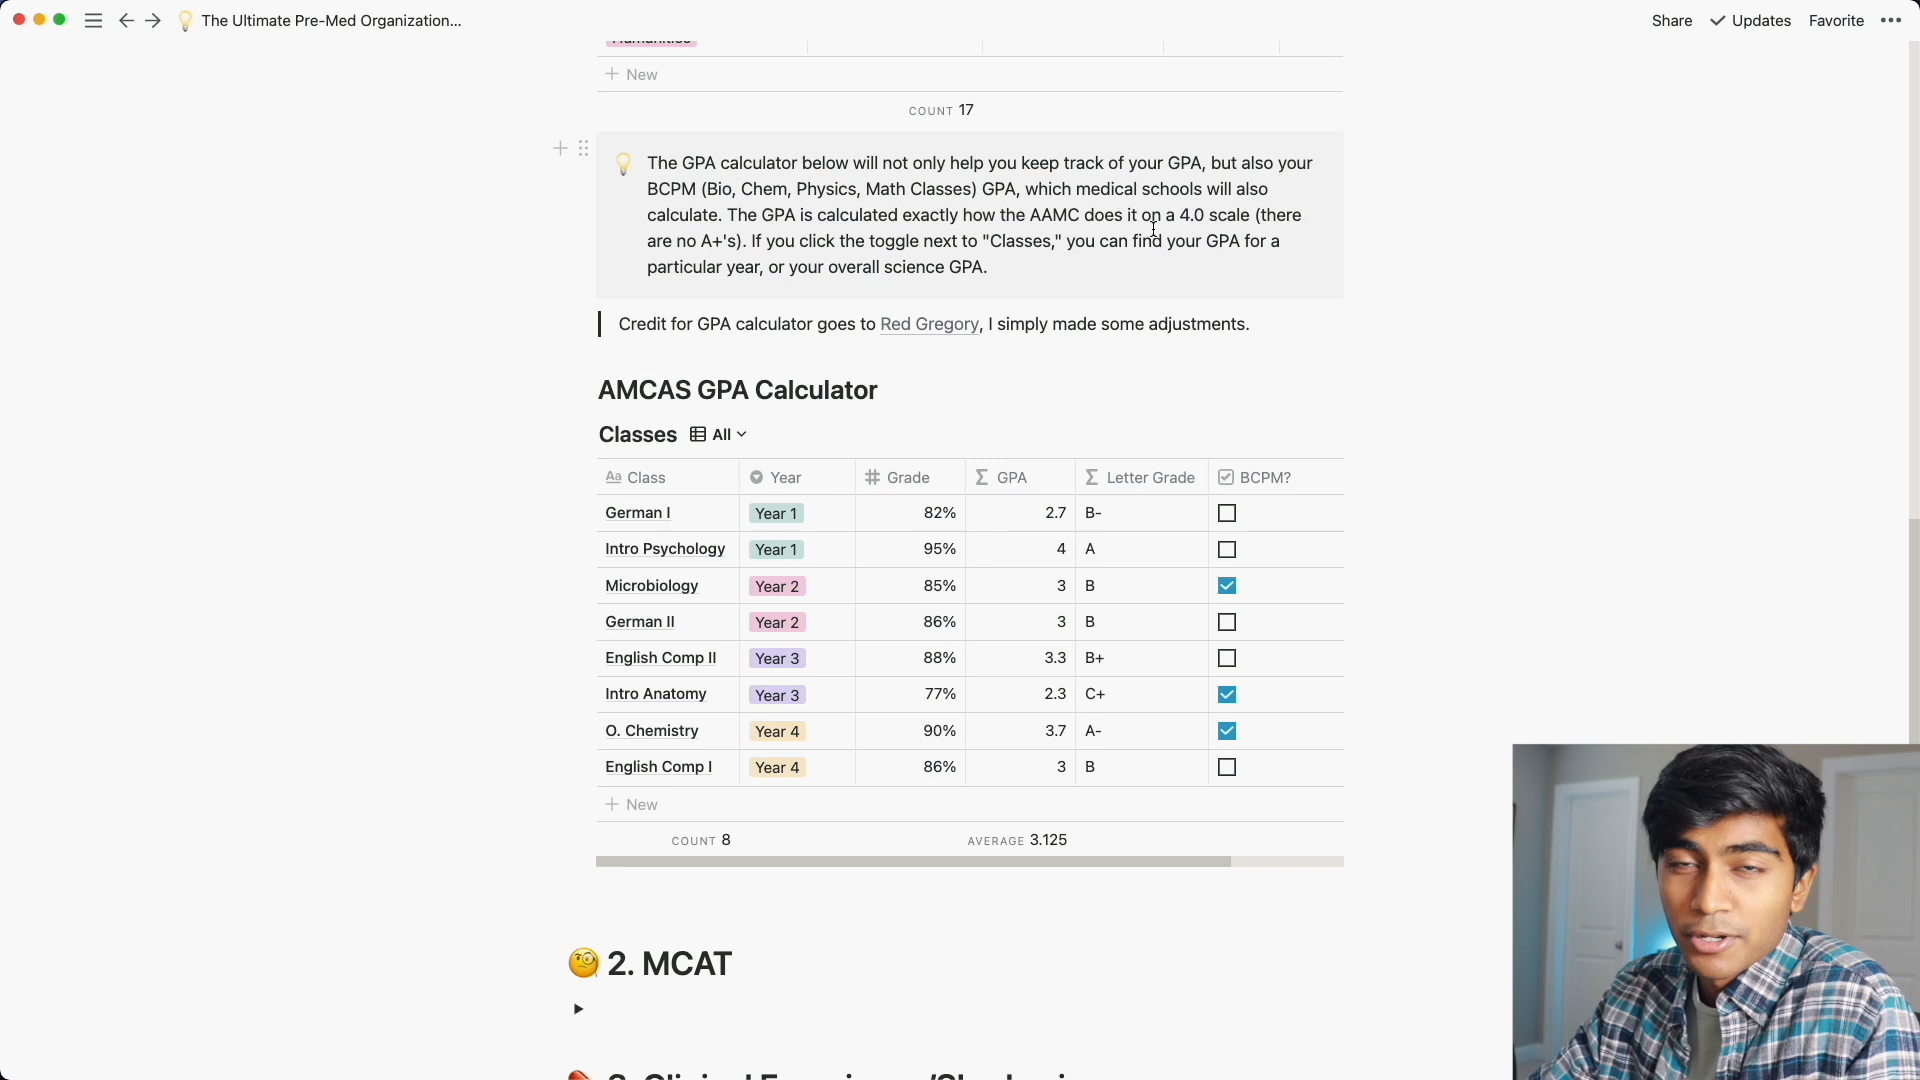 The Ultimate Pre-Med Organization...
Share
Updates
Favorite
Humanities
New
COUNT 17
The GPA calculator below will not only help you keep track of your GPA, but also your
BCPM (Bio, Chem, Physics, Math Classes) GPA, which medical schools will also
calculate. The GPA is calculated exactly how the AAMC does it on a 4.0 scale (there
are no A+'s). If you click the toggle next to "Classes," you can find your GPA for a
particular year, or your overall science GPA.
Credit for GPA calculator goes to Red Gregory, I simply made some adjustments.
AMCAS GPA Calculator
Classes All
Aa Class Year # Grade Σ GPA Σ Letter Grade BCPM?
German I Year 1 82% 2.7 B-
Intro Psychology Year 1 95% 4 A
Microbiology Year 2 85% 3 B
German II Year 2 86% 3 B
English Comp II Year 3 88% 3.3 B+
Intro Anatomy Year 3 77% 2.3 C+
O. Chemistry Year 4 90% 3.7 A-
English Comp I Year 4 86% 3 B
New
COUNT 8 AVERAGE 3.125
2. MCAT